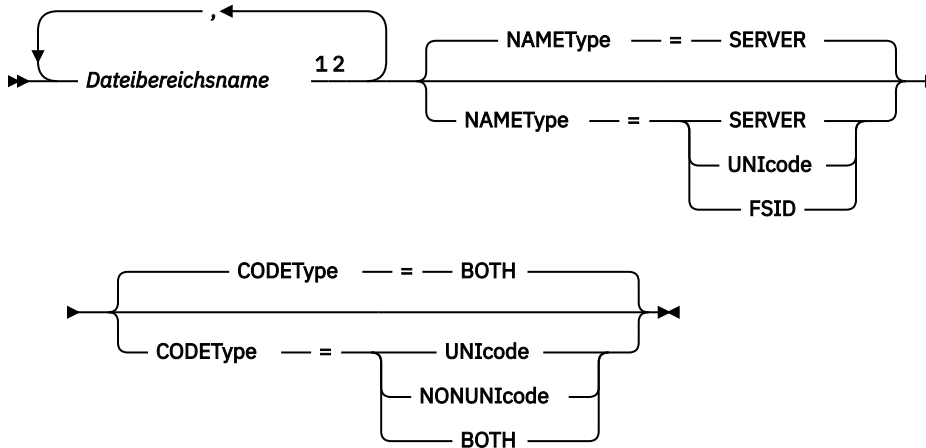 ,
Dateibereichsname 1 2
NAMEType = SERVER
NAMEType = SERVER
UNIcode
FSID
CODEType = BOTH
CODEType = UNIcode
NONUNIcode
BOTH